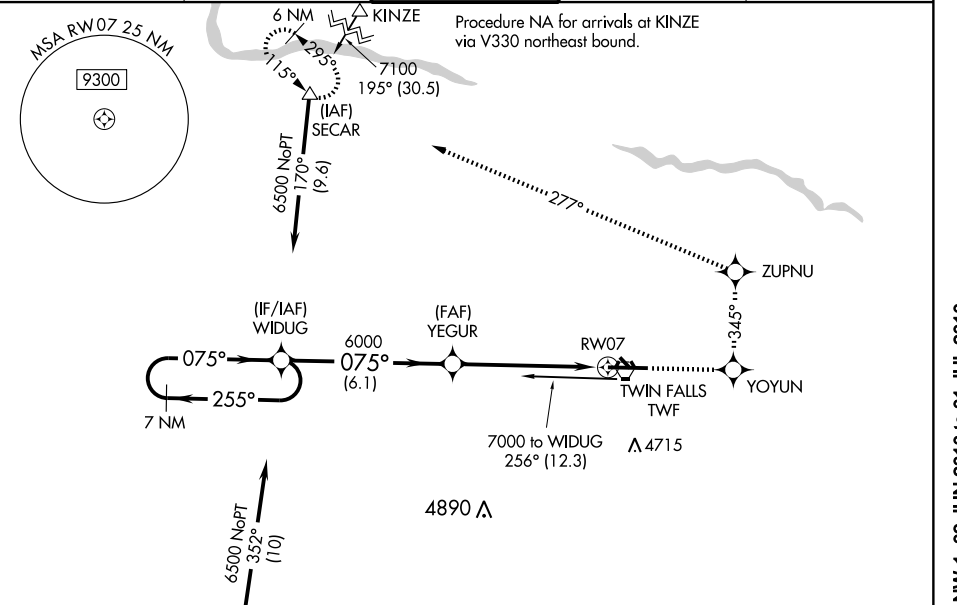 MSA RW07 25 NM
9300
6 NM
KINZE
295°
115°
7100
195° (30.5)
(IAF)
SECAR
Procedure NA for arrivals at KINZE
via V330 northeast bound.
6500 NoPT
170°
(9.6)
277°
ZUPNU
345°
(IF/IAF)
WIDUG
(FAF)
YEGUR
6000
075°
(6.1)
RW07
075°
255°
7 NM
TWIN FALLS
TWF
YOYUN
7000 to WIDUG
256° (12.3)
4715
4890
6500 NoPT
352°
(10)